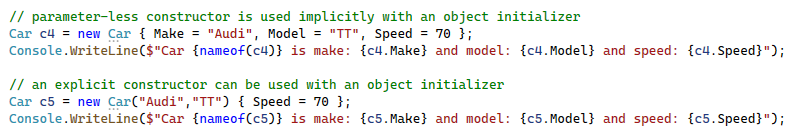 // parameter-less constructor is used implicitly with an object initializer
Car c4 = new Car { Make = "Audi", Model = "TT", Speed = 70 };
Console.WriteLine($"Car {nameof(c4)} is make: {c4.Make} and model: {c4.Model} and speed: {c4.Speed}");
// an explicit constructor can be used with an object initializer
Car c5 = new Car("Audi","TT") { Speed = 70 };
Console.WriteLine($"Car {nameof(c5)} is make: {c5.Make} and model: {c5.Model} and speed: {c5.Speed}");